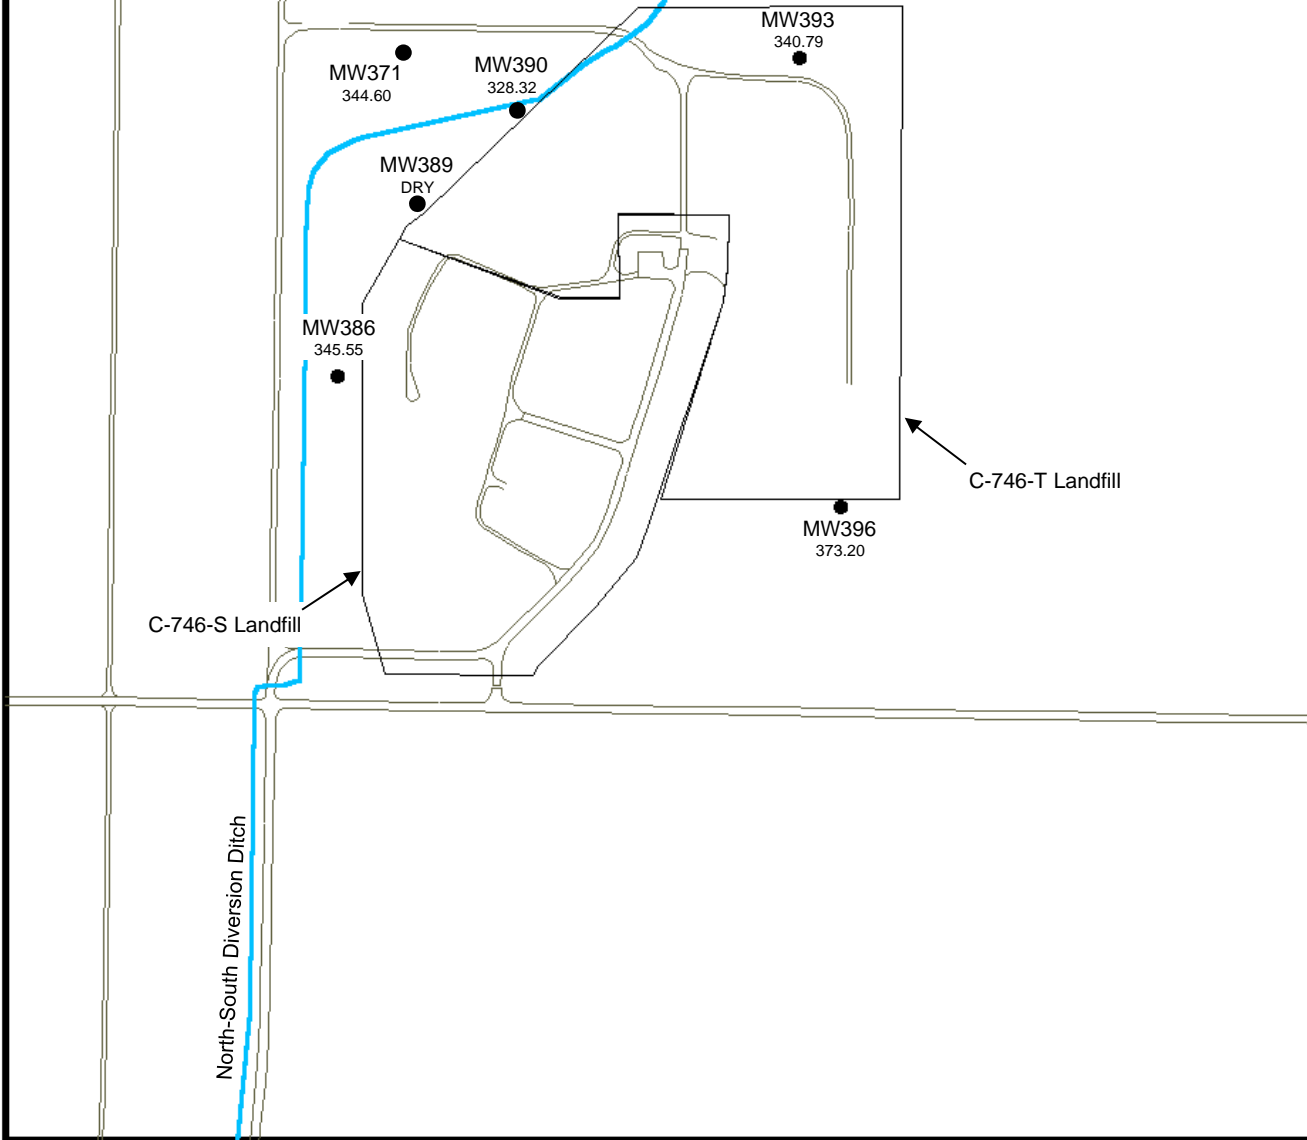 MW393
340.79
MW371
344.60
MW390
328.32
MW389
DRY
MW386
345.55
C-746-T Landfill
MW396
373.20
C-746-S Landfill
North-South Diversion Ditch